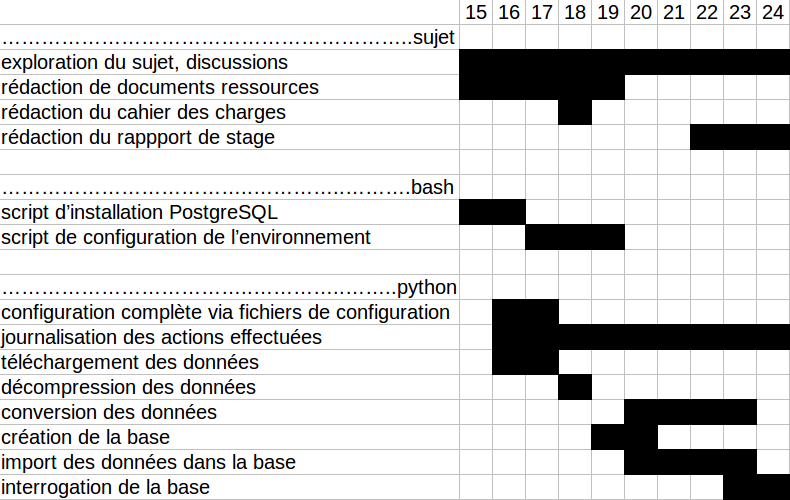 15 16 17 18 19 20 21 22 23 24
……………………………………………………..sujet
exploration du sujet, discussions
rédaction de documents ressources
rédaction du cahier des charges
rédaction du rappport de stage
………………………………..…………..……….bash
script d’installation PostgreSQL
script de configuration de l’environnement
………………………………..…………..……..python
configuration complète via fichiers de configuration
journalisation des actions effectuées
téléchargement des données
décompression des données
conversion des données
création de la base
import des données dans la base
interrogation de la base